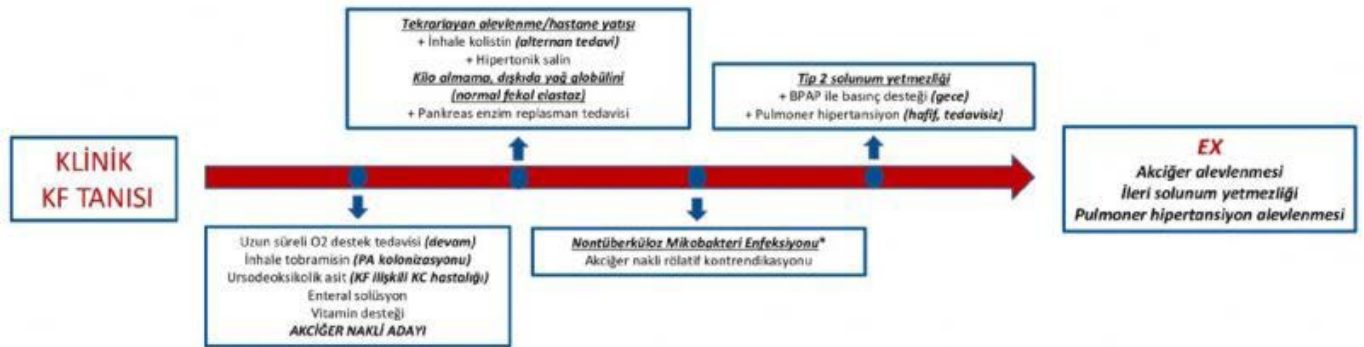 KLİNİK
KF TANISI
Uzun süreli O2 destek tedavisi (devam)
İnhale tobramisin (PA kolonizasyonu)
Ursodeoksikolik asit (KF ilişkili KC hastalığı)
Enteral solüsyon
Vitamin desteği
AKCİĞER NAKLİ ADAYI
Tekrarlayan alevlenme/hastane yatışı
+ İnhale kolistin (alternan tedavi)
+ Hipertonik salin
Kilo almama, dışkıda yağ globülini
(normal fekal elastaz)
+ Pankreas enzim replasman tedavisi
Nontüberküloz Mikobakteri Enfeksiyonu*
Akciğer nakli rölatif kontrendikasyonu
Tip 2 solunum yetmezliği
+ BPAP ile basınç desteği (gece)
+ Pulmoner hipertansiyon (hafif, tedavisiz)
EX
Akciğer alevlenmesi
İleri solunum yetmezliği
Pulmoner hipertansiyon alevlenmesi